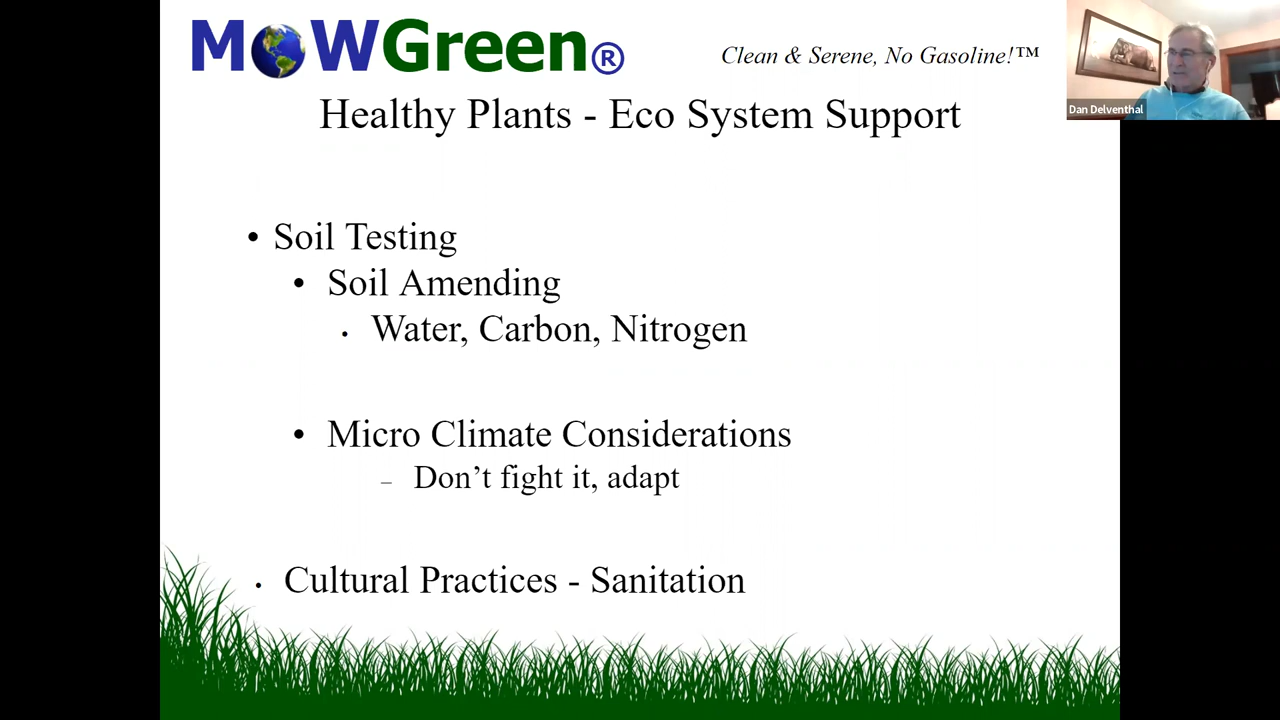 MOWGreen®
Clean & Serene, No Gasoline!™
Dan Delventhal
Healthy Plants - Eco System Support
• Soil Testing
• Soil Amending
• Water, Carbon, Nitrogen
• Micro Climate Considerations
– Don’t fight it, adapt
• Cultural Practices - Sanitation